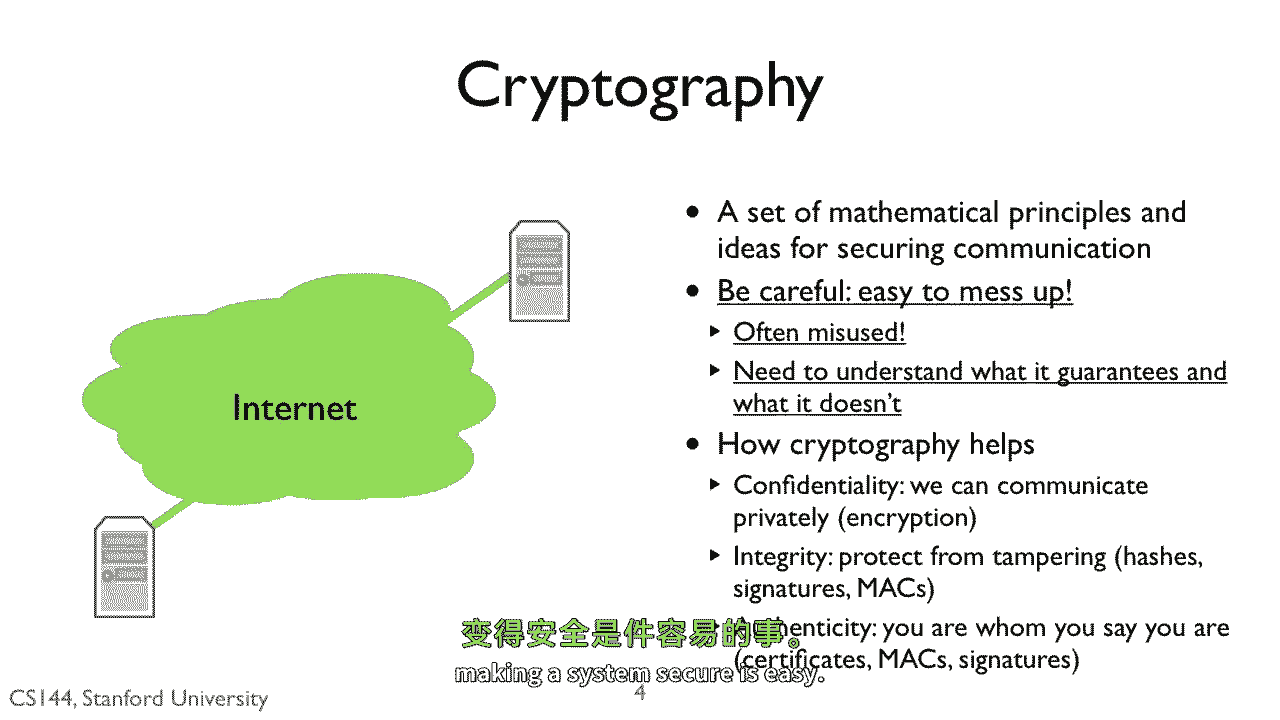 Cryptography
Internet
• A set of mathematical principles and
ideas for securing communication
• Be careful: easy to mess up!
▸ Often misused!
▸ Need to understand what it guarantees and
what it doesn't
• How cryptography helps
▸ Confidentiality: we can communicate
privately (encryption)
▸ Integrity: protect from tampering (hashes,
signatures, MACs)
▸ Authenticity: you are whom you say you are
(certificates, MACs, signatures)
变得安全是件容易的事。
making a system secure is easy.
CS144, Stanford University
4